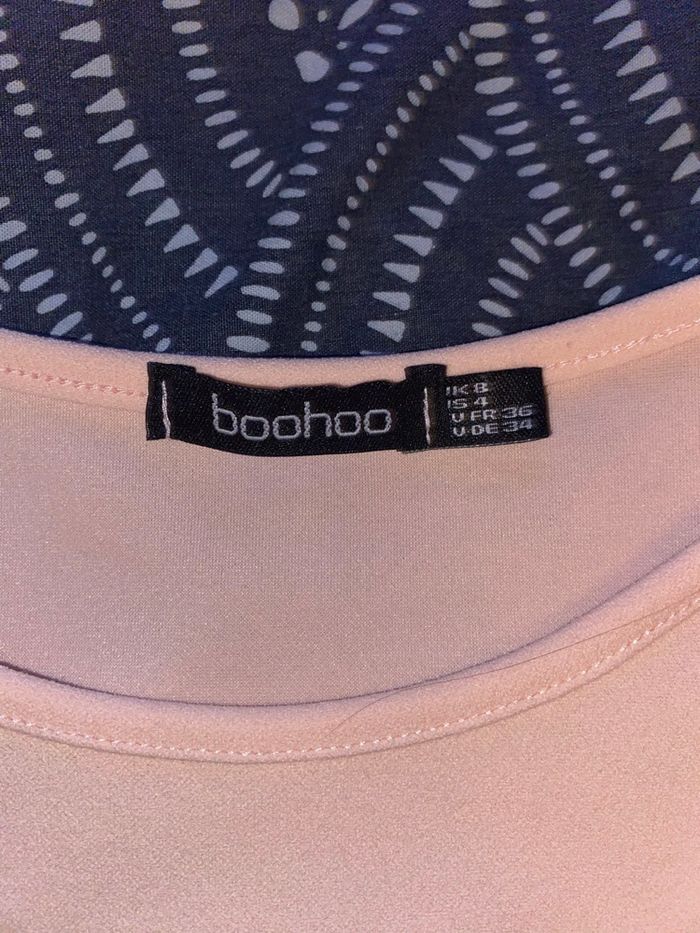 boohoo
UK 8
US 4
U FR 36
U DE 34